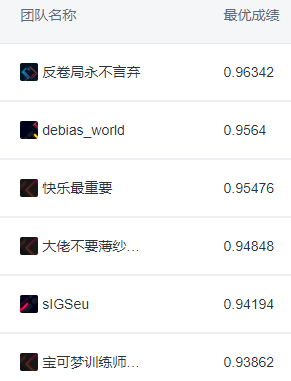 团队名称 最优成绩
反卷局永不言弃 0.96342
debias_world 0.9564
快乐最重要 0.95476
大佬不要薄纱... 0.94848
sIGSeu 0.94194
宝可梦训练师... 0.93862